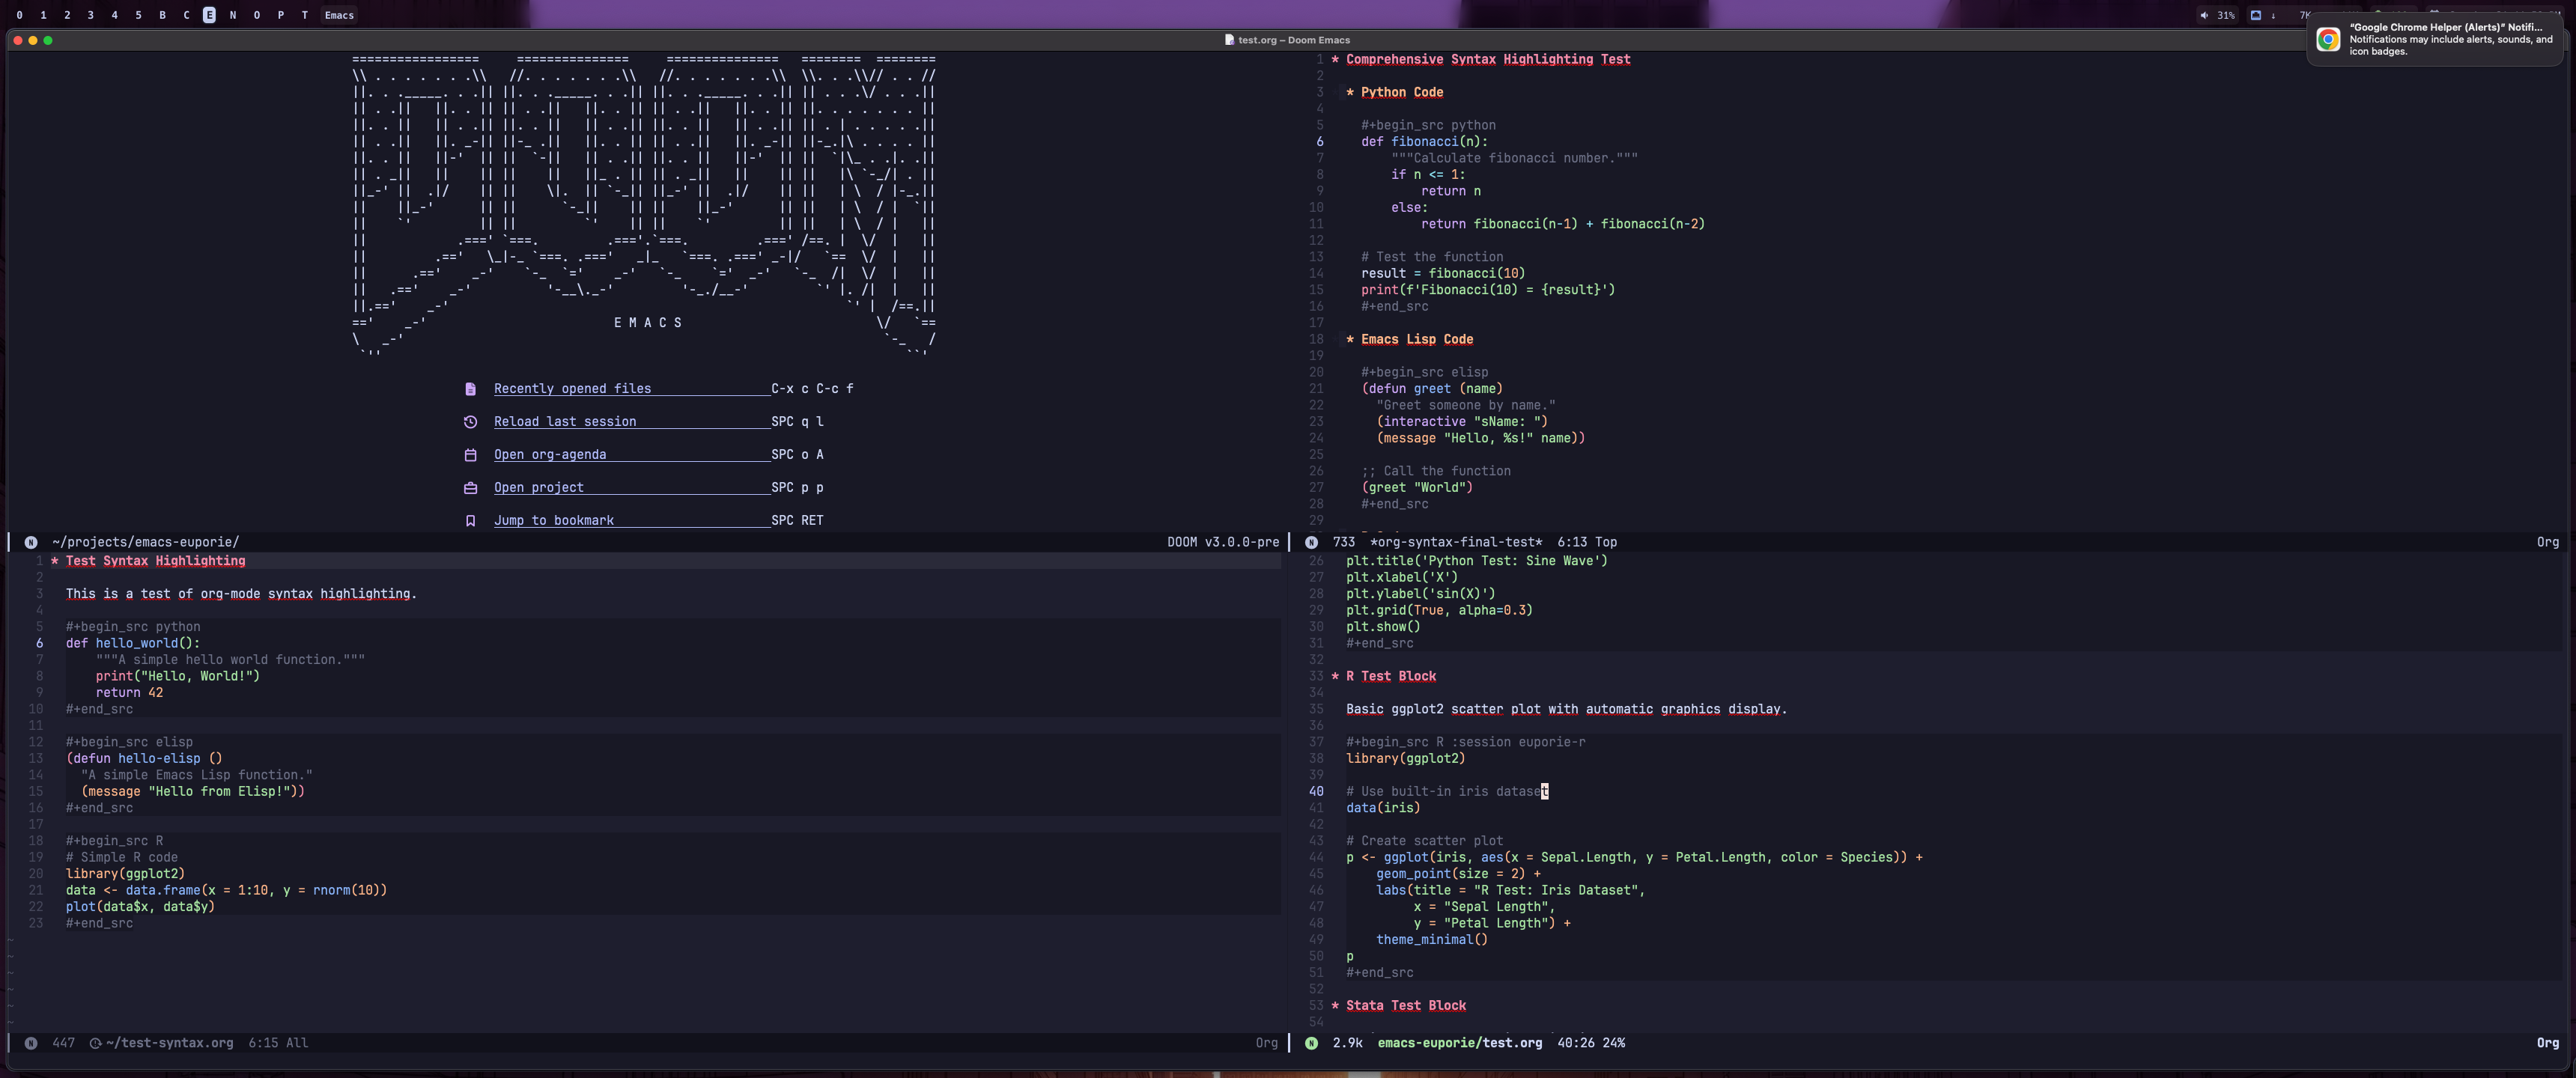 0 1 2 3 4 5 B C E N O P T Emacs
31% ↓ 7K
test.org – Doom Emacs
"Google Chrome Helper (Alerts)" Notifi...
Notifications may include alerts, sounds, and
icon badges.
E M A C S
Recently opened files C-x c C-c f
Reload last session SPC q l
Open org-agenda SPC o A
Open project SPC p p
Jump to bookmark SPC RET
N ~/projects/emacs-euporie/ DOOM v3.0.0-pre
1 * Comprehensive Syntax Highlighting Test
2
3 * Python Code
4
5 #+begin_src python
6 def fibonacci(n):
7 """Calculate fibonacci number."""
8 if n <= 1:
9 return n
10 else:
11 return fibonacci(n-1) + fibonacci(n-2)
12
13 # Test the function
14 result = fibonacci(10)
15 print(f'Fibonacci(10) = {result}')
16 #+end_src
17
18 * Emacs Lisp Code
19
20 #+begin_src elisp
21 (defun greet (name)
22 "Greet someone by name."
23 (interactive "sName: ")
24 (message "Hello, %s!" name))
25
26 ;; Call the function
27 (greet "World")
28 #+end_src
29
N 733 *org-syntax-final-test* 6:13 Top Org
1 * Test Syntax Highlighting
2
3 This is a test of org-mode syntax highlighting.
4
5 #+begin_src python
6 def hello_world():
7 """A simple hello world function."""
8 print("Hello, World!")
9 return 42
10 #+end_src
11
12 #+begin_src elisp
13 (defun hello-elisp ()
14 "A simple Emacs Lisp function."
15 (message "Hello from Elisp!"))
16 #+end_src
17
18 #+begin_src R
19 # Simple R code
20 library(ggplot2)
21 data <- data.frame(x = 1:10, y = rnorm(10))
22 plot(data$x, data$y)
23 #+end_src
N 447 ~/test-syntax.org 6:15 All Org
26 plt.title('Python Test: Sine Wave')
27 plt.xlabel('X')
28 plt.ylabel('sin(X)')
29 plt.grid(True, alpha=0.3)
30 plt.show()
31 #+end_src
32
33 * R Test Block
34
35 Basic ggplot2 scatter plot with automatic graphics display.
36
37 #+begin_src R :session euporie-r
38 library(ggplot2)
39
40 # Use built-in iris dataset
41 data(iris)
42
43 # Create scatter plot
44 p <- ggplot(iris, aes(x = Sepal.Length, y = Petal.Length, color = Species)) +
45 geom_point(size = 2) +
46 labs(title = "R Test: Iris Dataset",
47 x = "Sepal Length",
48 y = "Petal Length") +
49 theme_minimal()
50 p
51 #+end_src
52
53 * Stata Test Block
54
N 2.9k emacs-euporie/test.org 40:26 24% Org